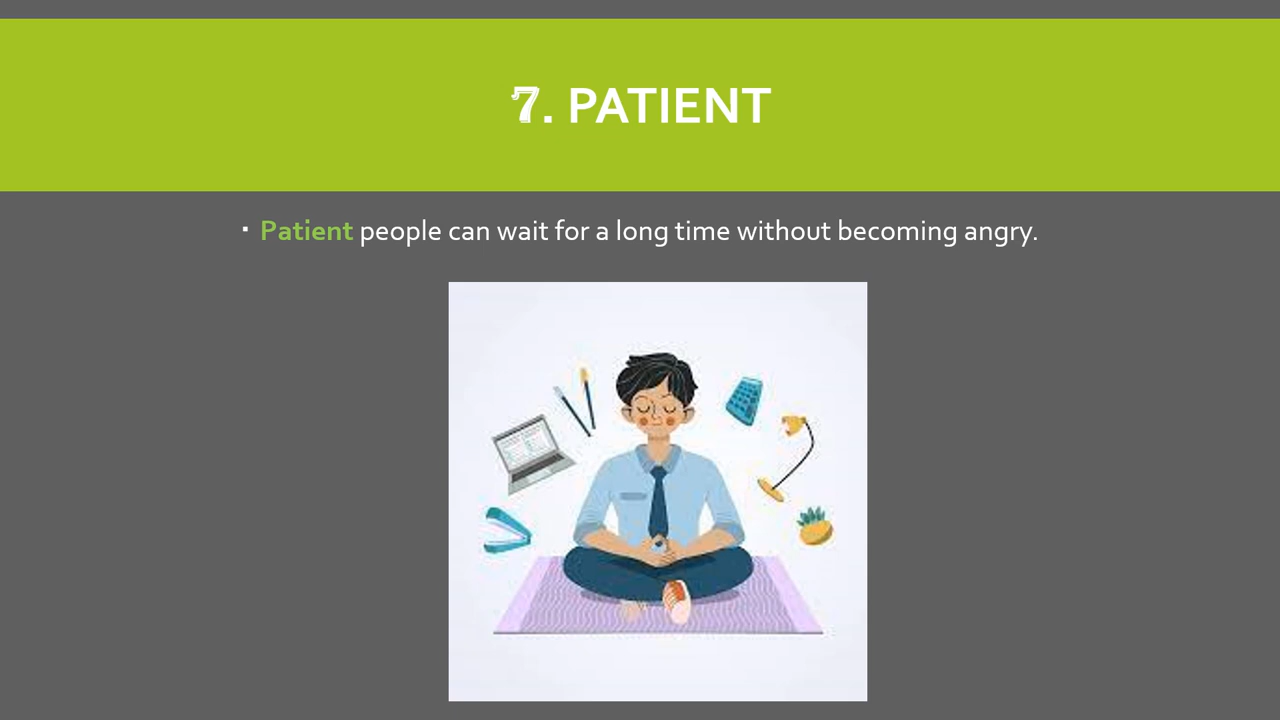 7. PATIENT
▪ Patient people can wait for a long time without becoming angry.